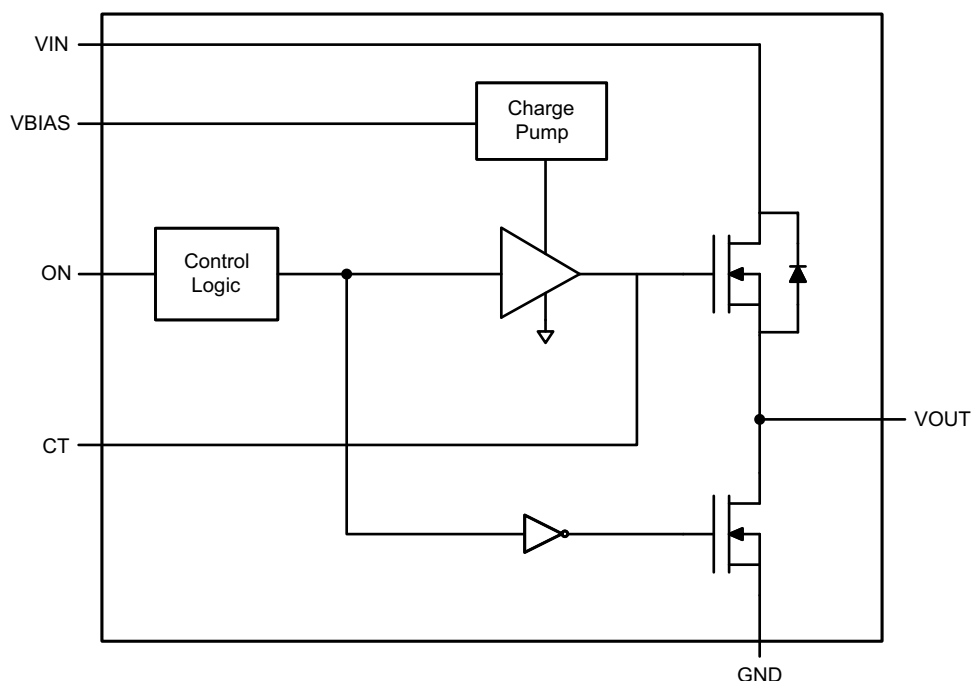 VIN
VBIAS
Charge
Pump
ON
Control
Logic
CT
VOUT
GND